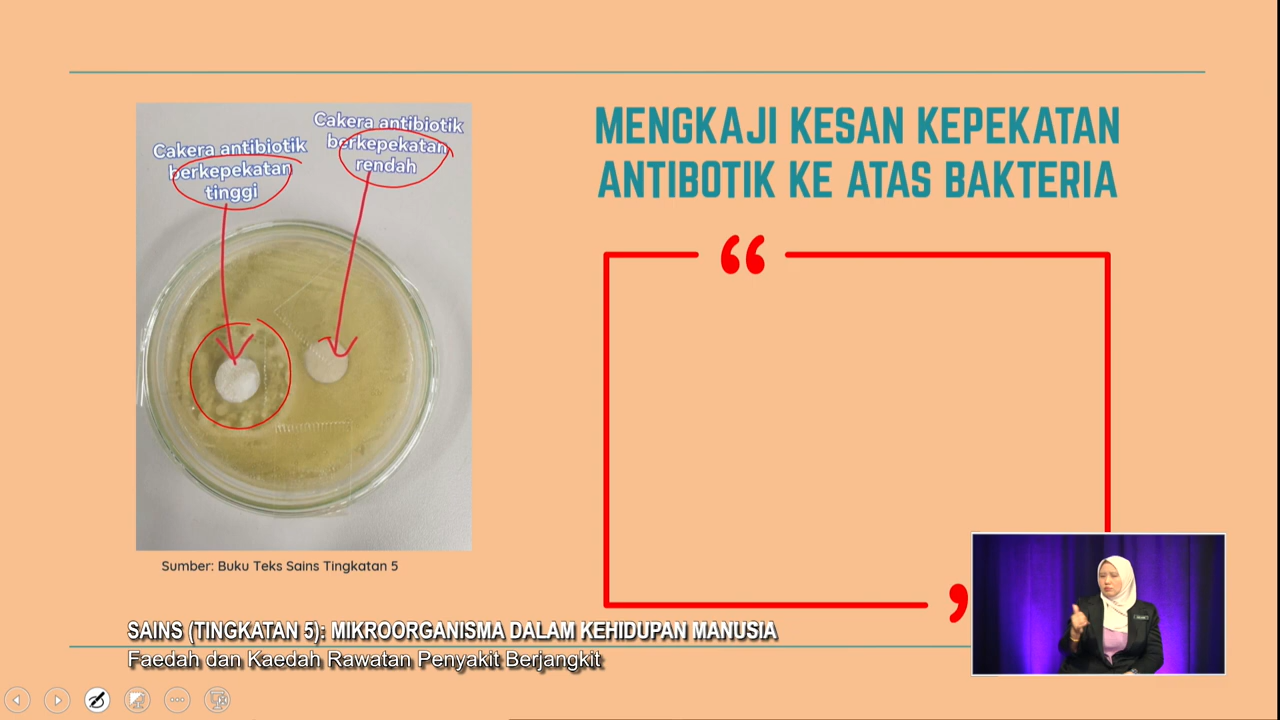 MENGKAJI KESAN KEPEKATAN
ANTIBOTIK KE ATAS BAKTERIA
Cakera antibiotik
berkepekatan
tinggi
Cakera antibiotik
berkepekatan
rendah
“
Sumber: Buku Teks Sains Tingkatan 5
SAINS (TINGKATAN 5): MIKROORGANISMA DALAM KEHIDUPAN MANUSIA
Faedah dan Kaedah Rawatan Penyakit Berjangkit